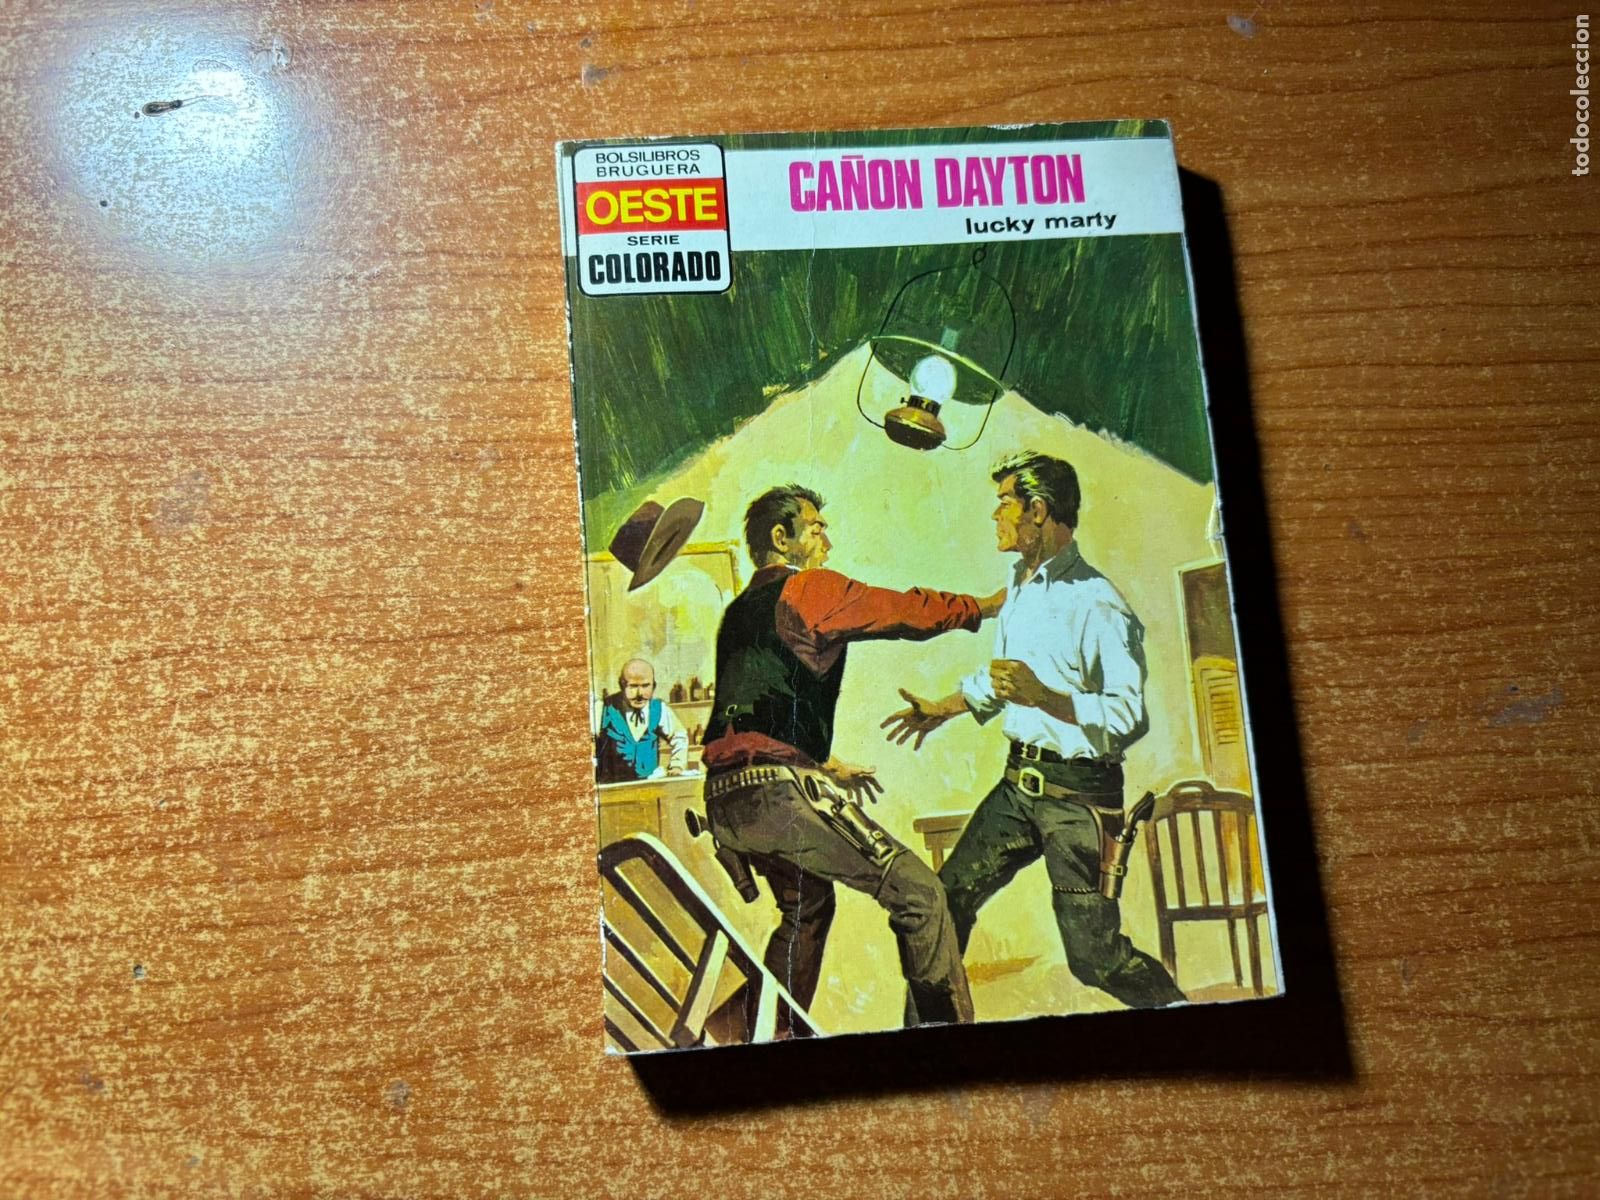 BOLSILIBROS
BRUGUERA
OESTE
SERIE
COLORADO
CAÑON DAYTON
lucky marty
todocoleccion